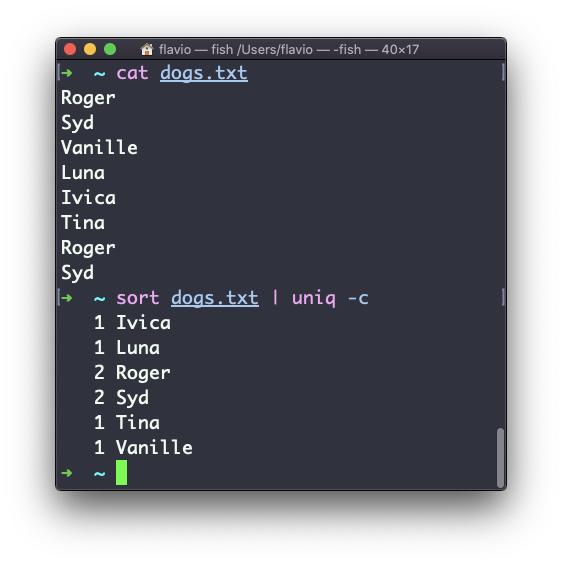 flavio — fish /Users/flavio — -fish — 40×17
➜ ~ cat dogs.txt
Roger
Syd
Vanille
Luna
Ivica
Tina
Roger
Syd
➜ ~ sort dogs.txt | uniq -c
1 Ivica
1 Luna
2 Roger
2 Syd
1 Tina
1 Vanille
➜ ~